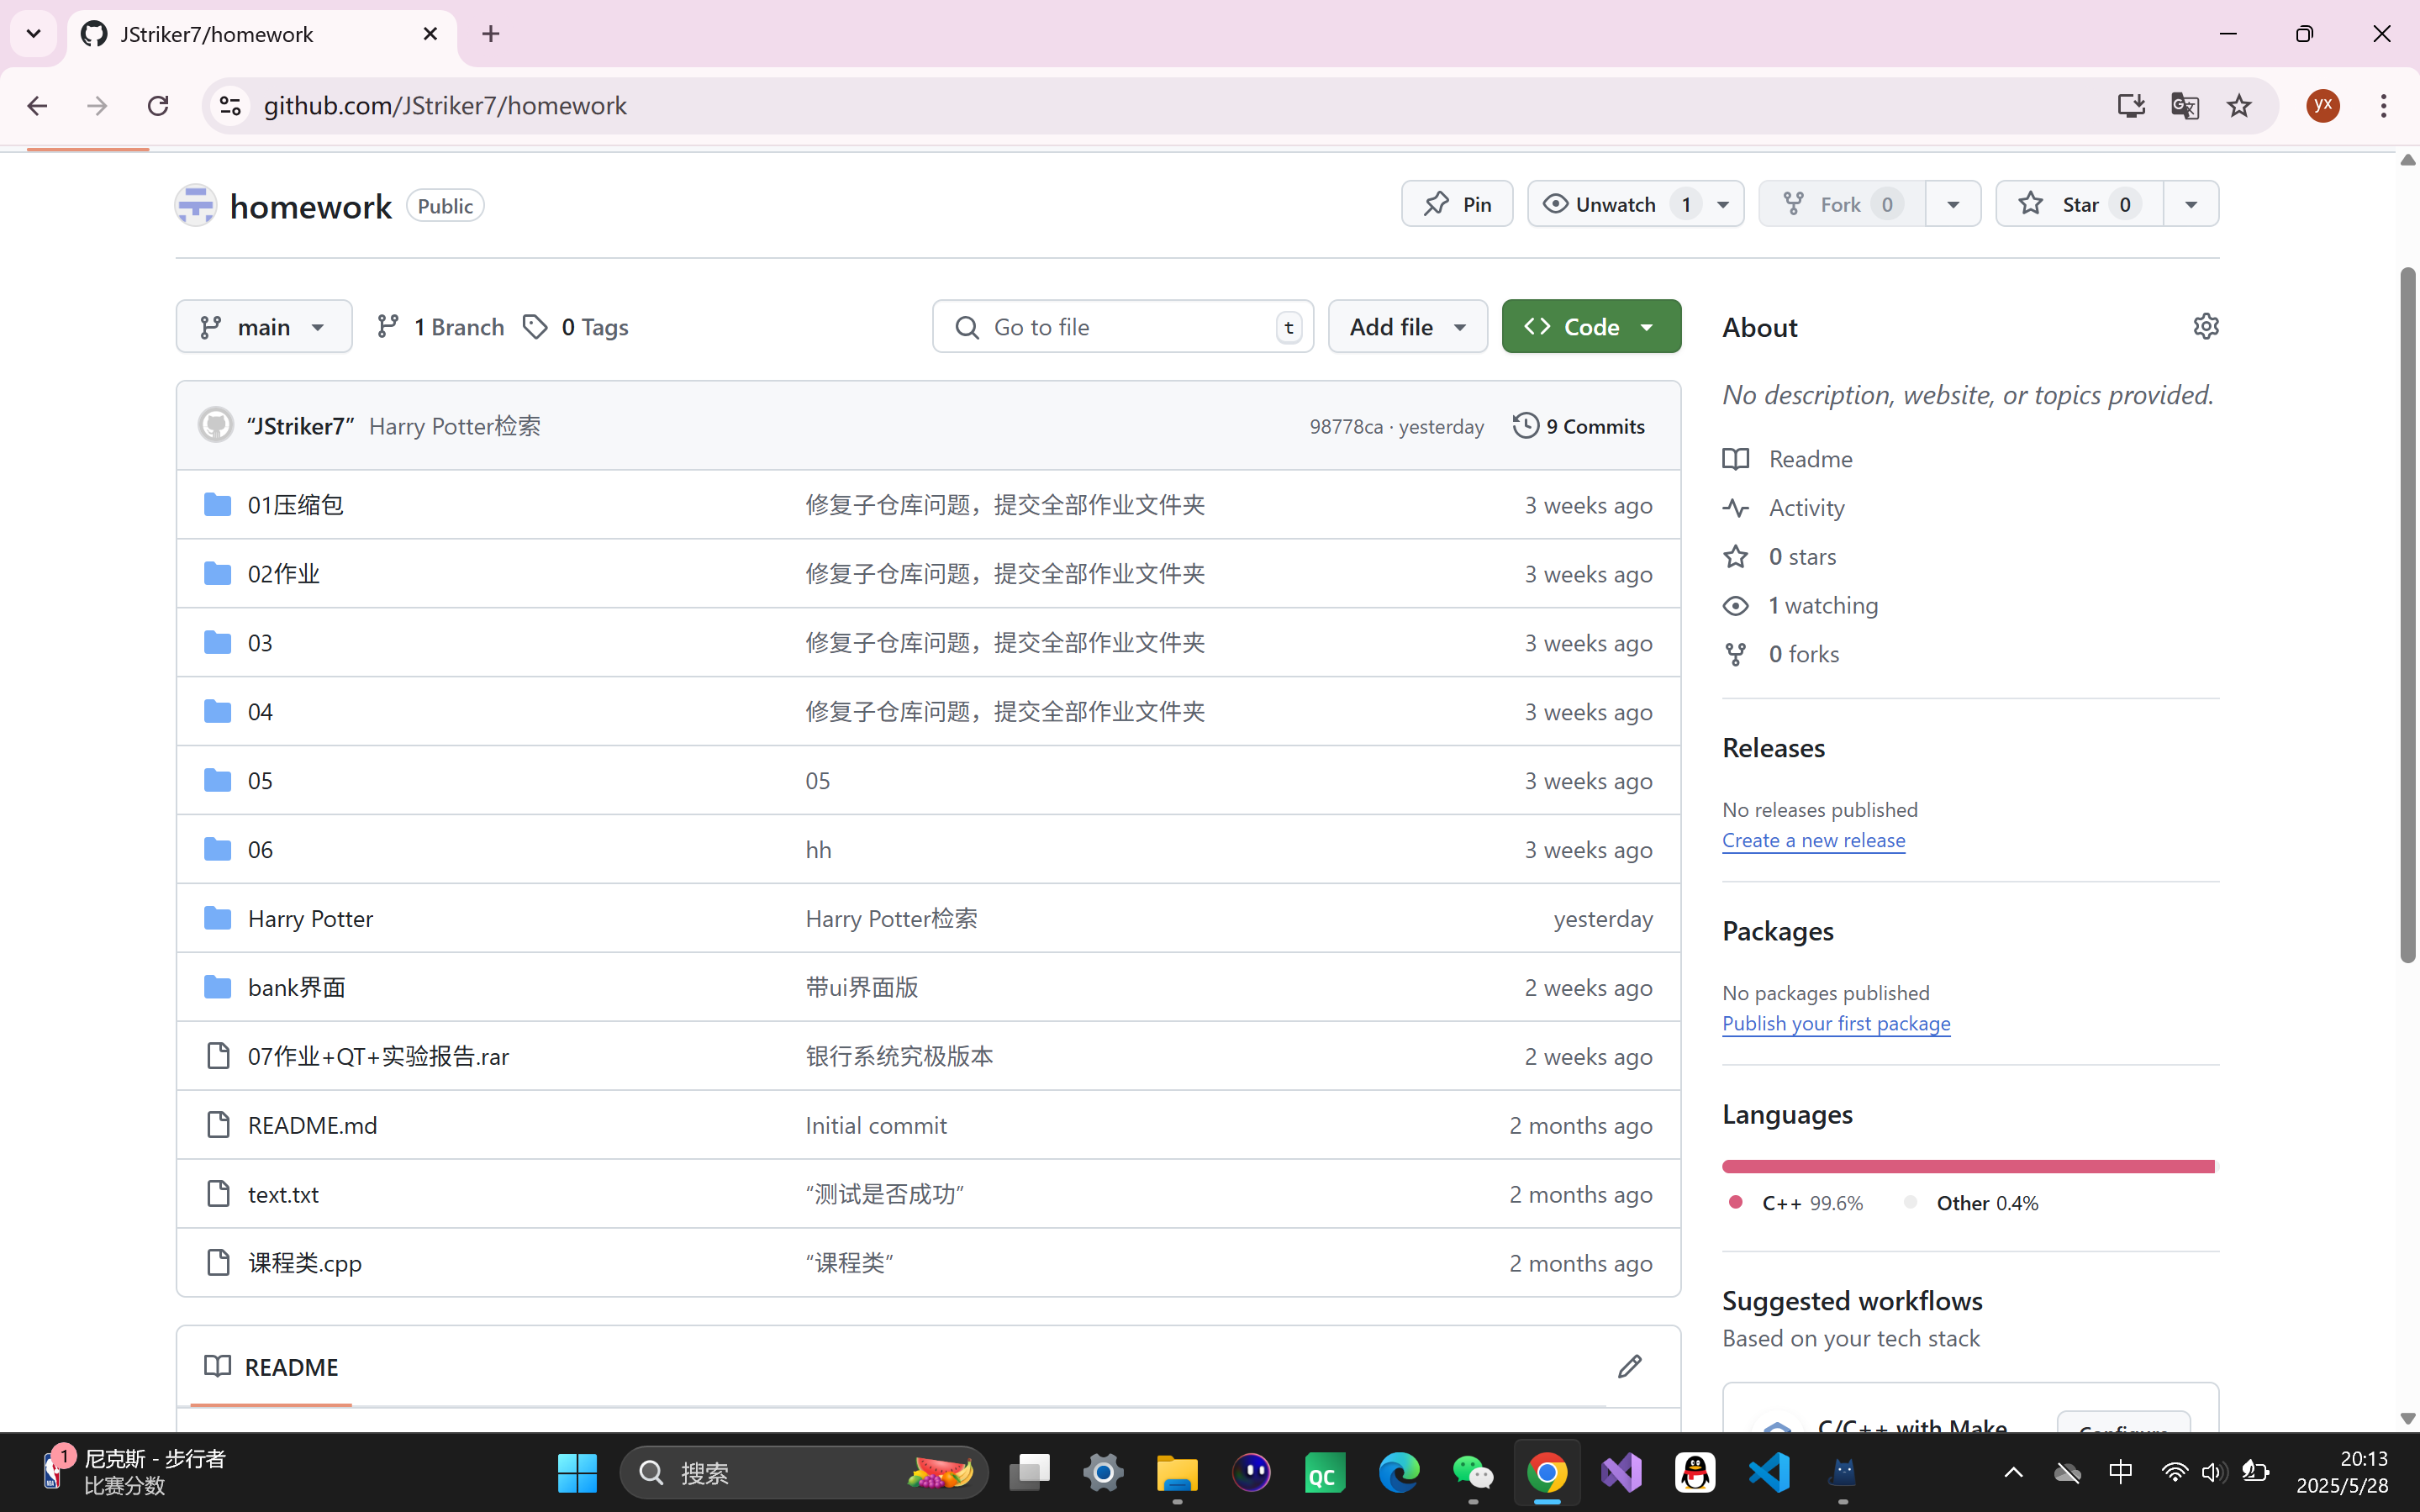 JStriker7/homework
github.com/JStriker7/homework
yx
homework Public
Pin
Unwatch 1
Fork 0
Star 0
main
1 Branch
0 Tags
Go to file t
Add file
Code
“JStriker7” Harry Potter检索 98778ca · yesterday 9 Commits
01压缩包 修复子仓库问题，提交全部作业文件夹 3 weeks ago
02作业 修复子仓库问题，提交全部作业文件夹 3 weeks ago
03 修复子仓库问题，提交全部作业文件夹 3 weeks ago
04 修复子仓库问题，提交全部作业文件夹 3 weeks ago
05 05 3 weeks ago
06 hh 3 weeks ago
Harry Potter Harry Potter检索 yesterday
bank界面 带ui界面版 2 weeks ago
07作业+QT+实验报告.rar 银行系统究极版本 2 weeks ago
README.md Initial commit 2 months ago
text.txt “测试是否成功” 2 months ago
课程类.cpp “课程类” 2 months ago
README
About
No description, website, or topics provided.
Readme
Activity
0 stars
1 watching
0 forks
Releases
No releases published
Create a new release
Packages
No packages published
Publish your first package
Languages
C++ 99.6% Other 0.4%
Suggested workflows
Based on your tech stack
C/C++ with Make
Configure
1
尼克斯 - 步行者
比赛分数
搜索
QC
中
20:13
2025/5/28